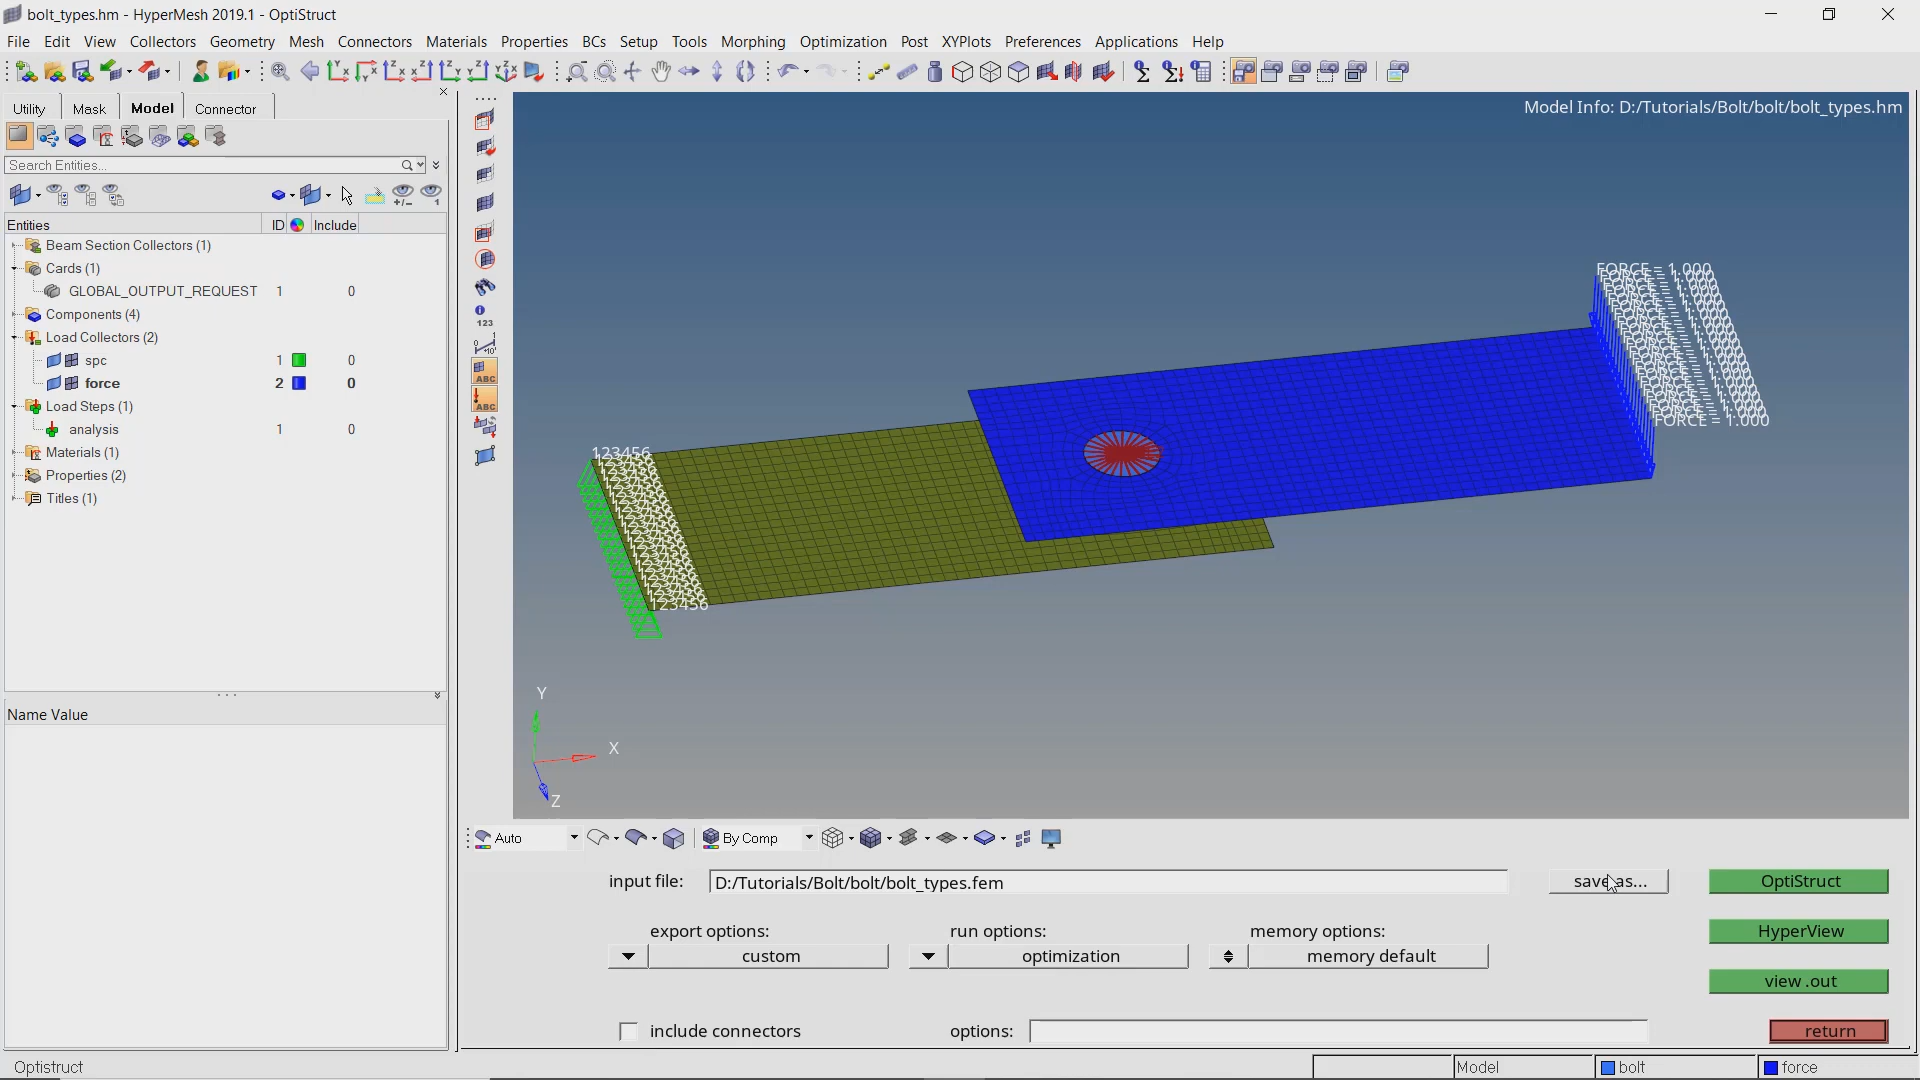 bolt_types.hm - HyperMesh 2019.1 - OptiStruct
File Edit View Collectors Geometry Mesh Connectors Materials Properties BCs Setup Tools Morphing Optimization Post XYPlots Preferences Applications Help
Utility Mask Model Connector
Search Entities...
Entities ID Include
Beam Section Collectors (1)
Cards (1)
GLOBAL_OUTPUT_REQUEST 1 0
Components (4)
Load Collectors (2)
spc 1 0
force 2 0
Load Steps (1)
analysis 1 0
Materials (1)
Properties (2)
Titles (1)
Name Value
123
ABC
ABC
Model Info: D:/Tutorials/Bolt/bolt/bolt_types.hm
FORCE = 1.000
FORCE = 1.000
123456
123456
Y
X
Z
Auto By Comp
input file: D:/Tutorials/Bolt/bolt/bolt_types.fem save as... OptiStruct
export options: run options: memory options: HyperView
custom optimization memory default
view .out
include connectors options: return
Optistruct Model bolt force